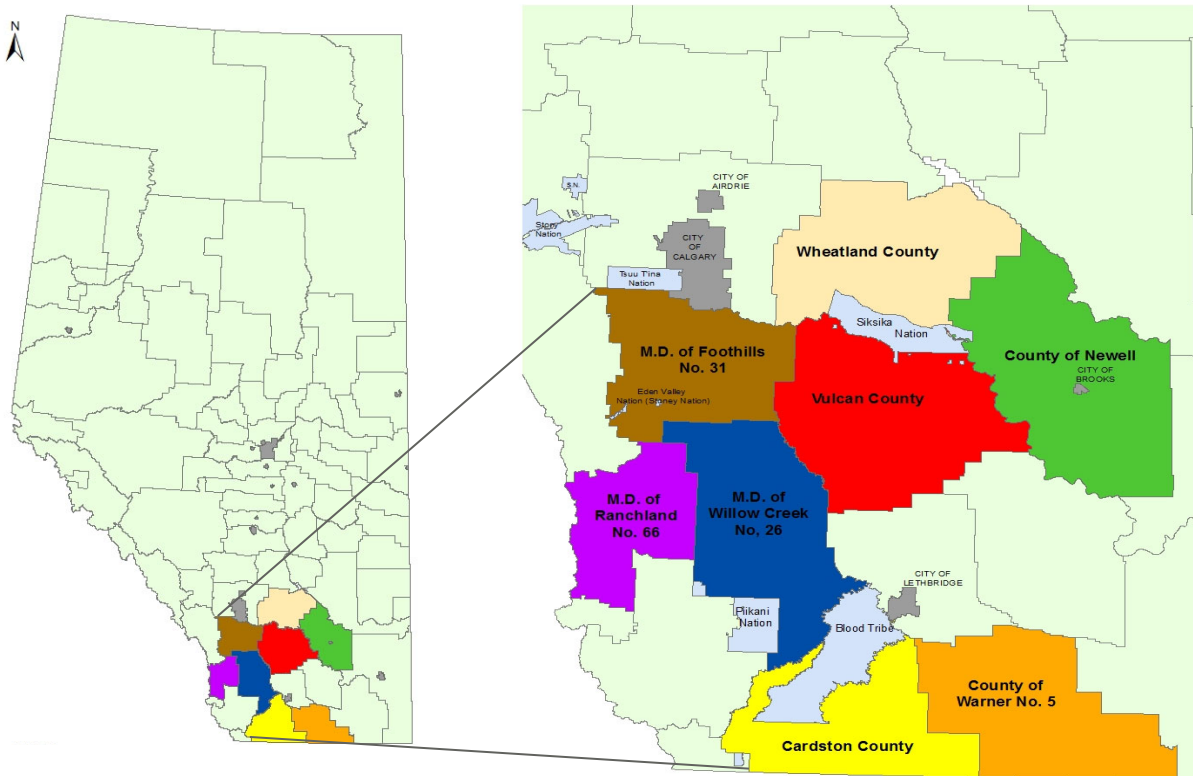 N
CITY OF
AIRDRIE
S.N.
Stony
Nation
CITY
OF
CALGARY
Wheatland County
Tsuu T'ina
Nation
Siksika
Nation
M.D. of Foothills
No. 31
County of Newell
CITY OF
BROOKS
Eden Valley
Nation (Stoney Nation)
Vulcan County
M.D. of
Ranchland
No. 66
M.D. of
Willow Creek
No, 26
CITY OF
LETHBRIDGE
Piikani
Nation
Blood Tribe
County of
Warner No. 5
Cardston County